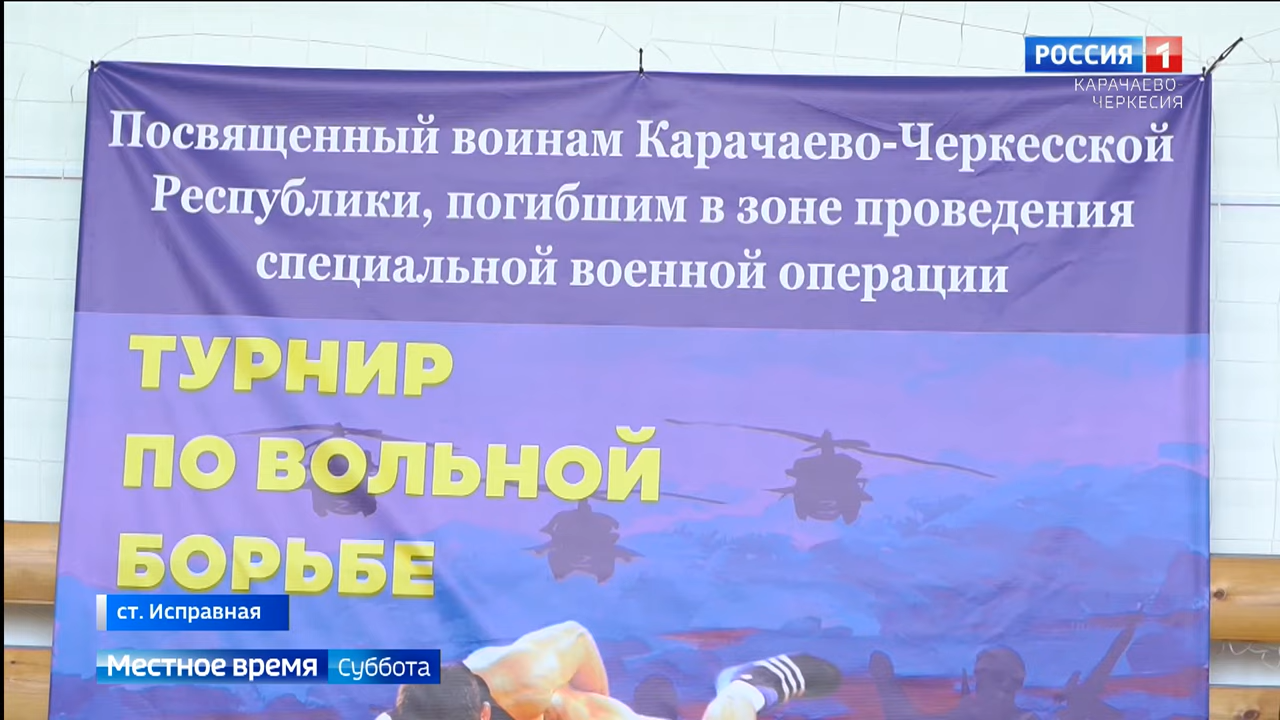 РОССИЯ 1
КАРАЧАЕВО-
ЧЕРКЕСИЯ
Посвященный воинам Карачаево-Черкесской
Республики, погибшим в зоне проведения
специальной военной операции
ТУРНИР
ПО ВОЛЬНОЙ
БОРЬБЕ
ст. Исправная
Местное время Суббота